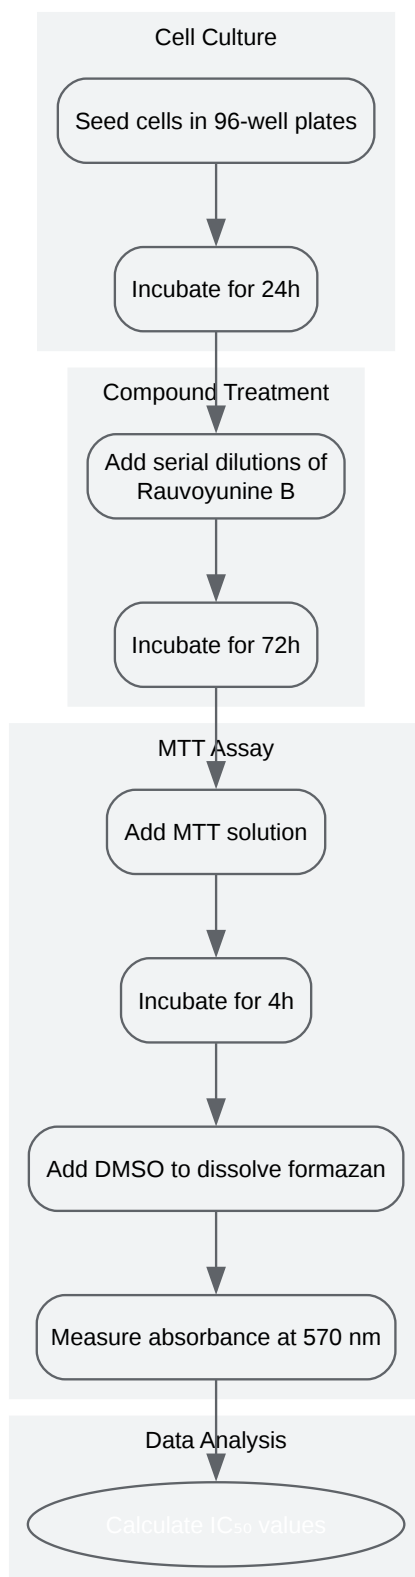 Cell Culture
Seed cells in 96-well plates
Incubate for 24h
Compound Treatment
Add serial dilutions of
Rauvoyunine B
Incubate for 72h
MTT Assay
Add MTT solution
Incubate for 4h
Add DMSO to dissolve formazan
Measure absorbance at 570 nm
Data Analysis
Calculate IC₅₀ values